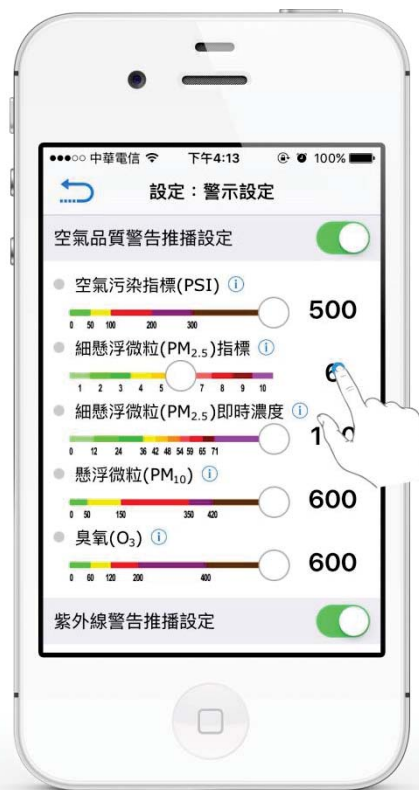 中華電信 下午4:13 100%
設定：警示設定
空氣品質警告推播設定
空氣污染指標(PSI) i
500
0 50 100 200 300
細懸浮微粒(PM2.5)指標 i
1 2 3 4 5 7 8 9 10
細懸浮微粒(PM2.5)即時濃度 i
0 12 24 36 42 48 54 59 65 71
懸浮微粒(PM10) i
600
0 50 150 350 420
臭氧(O3) i
600
0 60 120 200 400
紫外線警告推播設定